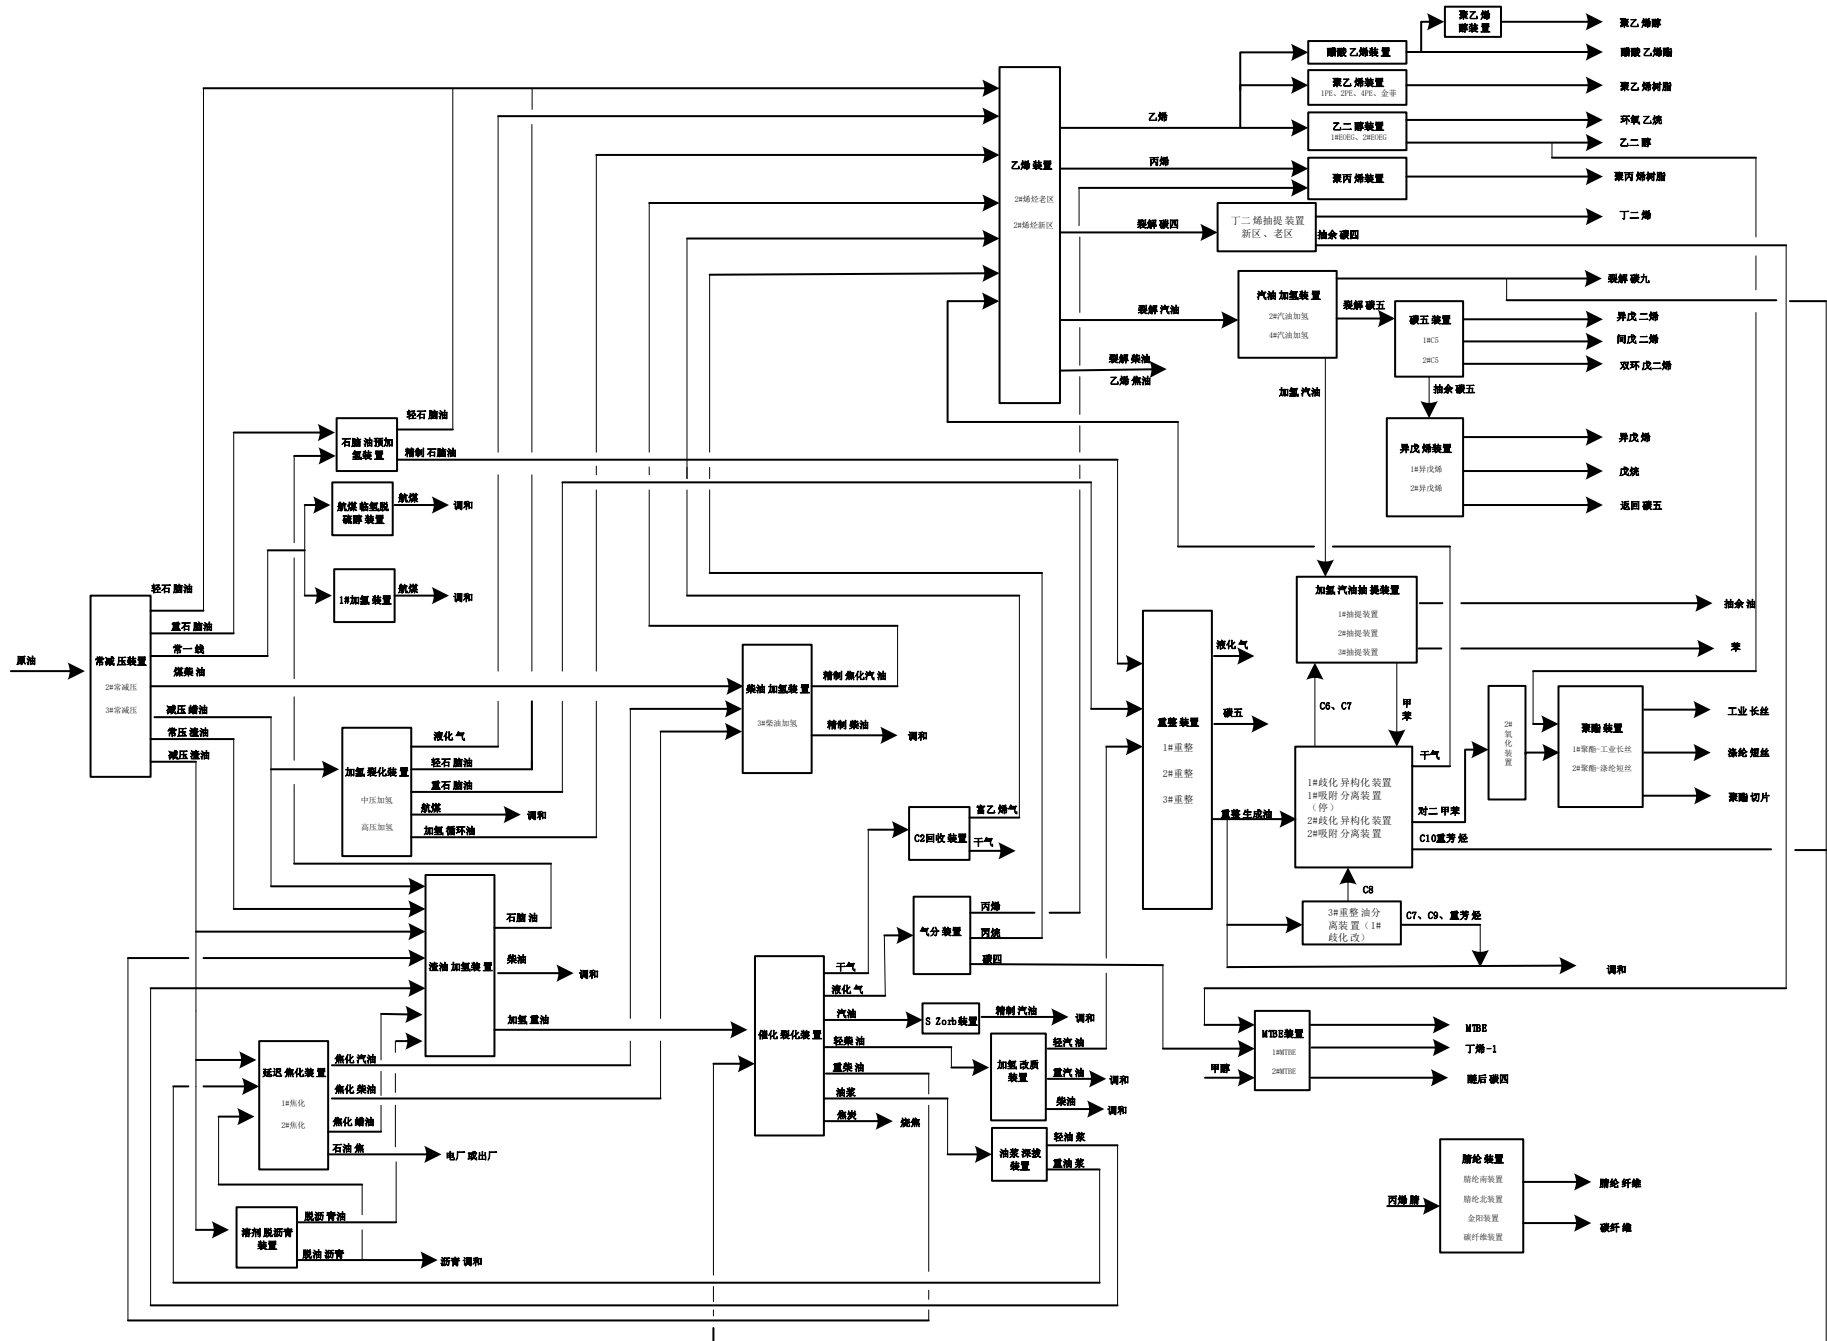 原油
常减压装置
2#常减压
3#常减压
轻石脑油
重石脑油
常一线
煤柴油
减压蜡油
常压渣油
减压渣油
石脑油预加
氢装置
轻石脑油
精制石脑油
航煤临氢脱
硫醇装置
航煤
调和
1#加氢装置
航煤
调和
加氢裂化装置
中压加氢
高压加氢
液化气
轻石脑油
重石脑油
航煤
调和
加氢循环油
渣油加氢装置
石脑油
柴油
调和
加氢重油
延迟焦化装置
1#焦化
2#焦化
焦化汽油
焦化柴油
焦化蜡油
石油焦
电厂或出厂
溶剂脱沥青
装置
脱沥青油
脱油沥青
沥青调和
柴油加氢装置
3#柴油加氢
精制焦化汽油
精制柴油
调和
催化裂化装置
干气
液化气
汽油
轻柴油
重柴油
油浆
焦炭
烧焦
C2回收装置
富乙烯气
干气
气分装置
丙烯
丙烷
碳四
S Zorb装置
精制汽油
调和
加氢改质
装置
轻汽油
重汽油
调和
柴油
调和
油浆深拔
装置
轻油浆
重油浆
乙烯装置
2#烯烃老区
2#烯烃新区
乙烯
丙烯
裂解碳四
裂解汽油
裂解柴油
乙烯焦油
聚乙烯
醇装置
聚乙烯醇
醋酸乙烯装置
醋酸乙烯酯
聚乙烯装置
1PE、2PE、4PE、金菲
聚乙烯树脂
乙二醇装置
1#EOEG、2#EOEG
环氧乙烷
乙二醇
聚丙烯装置
聚丙烯树脂
丁二烯抽提装置
新区、老区
丁二烯
抽余碳四
汽油加氢装置
2#汽油加氢
4#汽油加氢
裂解碳九
裂解碳五
加氢汽油
碳五装置
1#C5
2#C5
异戊二烯
间戊二烯
双环戊二烯
抽余碳五
异戊烯装置
1#异戊烯
2#异戊烯
异戊烯
戊烷
返回碳五
加氢汽油抽提装置
1#抽提装置
2#抽提装置
3#抽提装置
抽余油
苯
重整装置
1#重整
2#重整
3#重整
液化气
碳五
重整生成油
C6、C7
甲
苯
1#歧化异构化装置
1#吸附分离装置
（停）
2#歧化异构化装置
2#吸附分离装置
干气
对二甲苯
C10重芳烃
2#
氧
化
装
置
聚酯装置
1#聚酯-工业长丝
2#聚酯-涤纶短丝
工业长丝
涤纶短丝
聚酯切片
C8
3#重整油分
离装置（1#
歧化改）
C7、C9、重芳烃
调和
MTBE装置
1#MTBE
2#MTBE
甲醇
MTBE
丁烯-1
醚后碳四
丙烯腈
腈纶装置
腈纶南装置
腈纶北装置
金阳装置
碳纤维装置
腈纶纤维
碳纤维